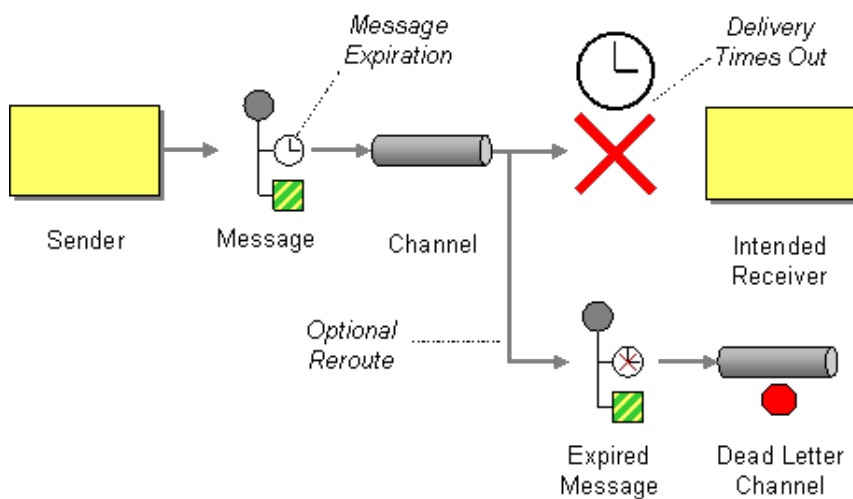 Message
Expiration
Delivery
Times Out
Sender
Message
Channel
Intended
Receiver
Optional
Reroute
Expired
Message
Dead Letter
Channel